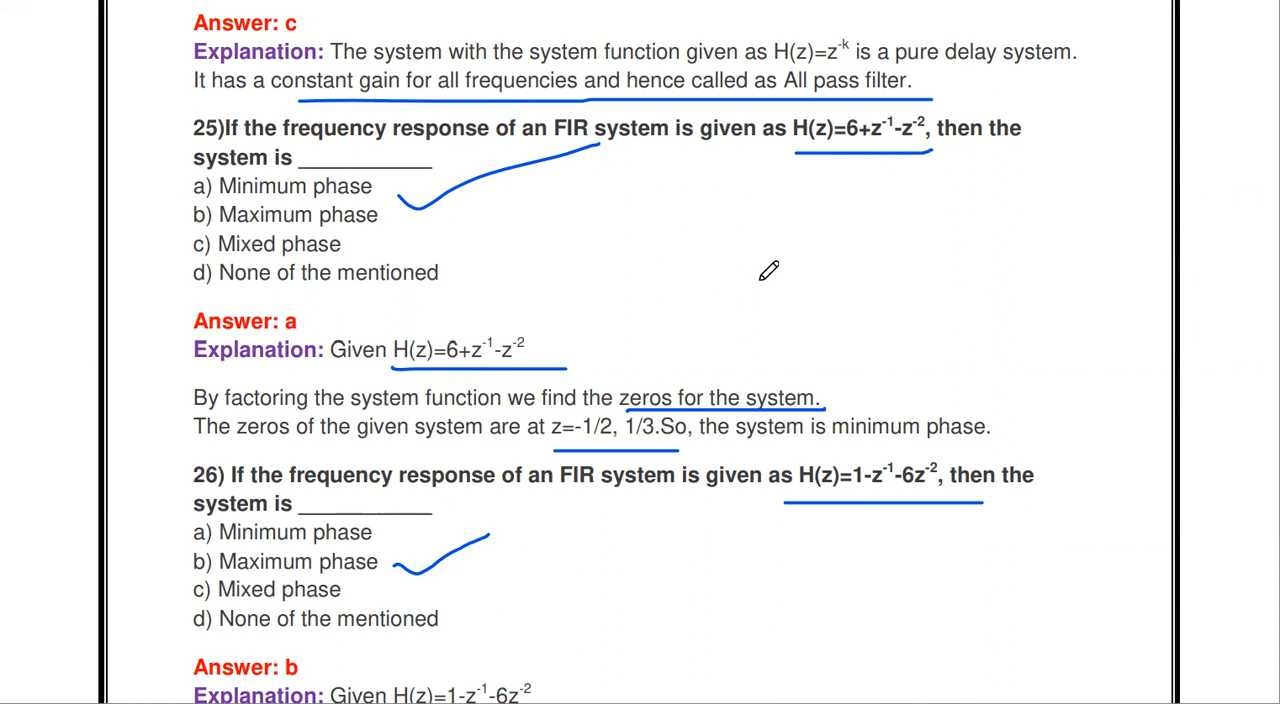 Answer: c
Explanation: The system with the system function given as H(z)=z-k is a pure delay system.
It has a constant gain for all frequencies and hence called as All pass filter.
25)If the frequency response of an FIR system is given as H(z)=6+z-1-z-2, then the
system is ___________
a) Minimum phase
b) Maximum phase
c) Mixed phase
d) None of the mentioned
Answer: a
Explanation: Given H(z)=6+z-1-z-2
By factoring the system function we find the zeros for the system.
The zeros of the given system are at z=-1/2, 1/3.So, the system is minimum phase.
26) If the frequency response of an FIR system is given as H(z)=1-z-1-6z-2, then the
system is ___________
a) Minimum phase
b) Maximum phase
c) Mixed phase
d) None of the mentioned
Answer: b
Explanation: Given H(z)=1-z-1-6z-2